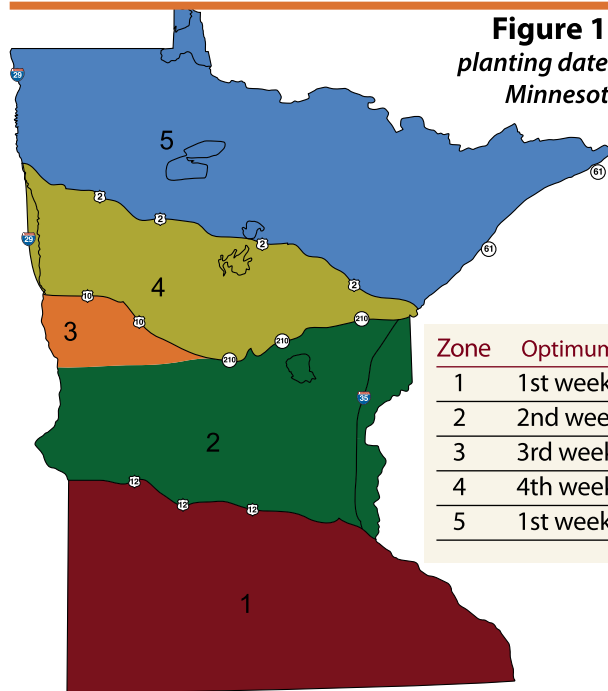 Figure 1
planting date
Minnesot
29
5
61
2
2
29
2
61
4
2
10
10
3
210
210
210
Zone Optimum
1 1st week
35
2 2nd wee
2
3 3rd week
4 4th week
12
12
12
5 1st week
1